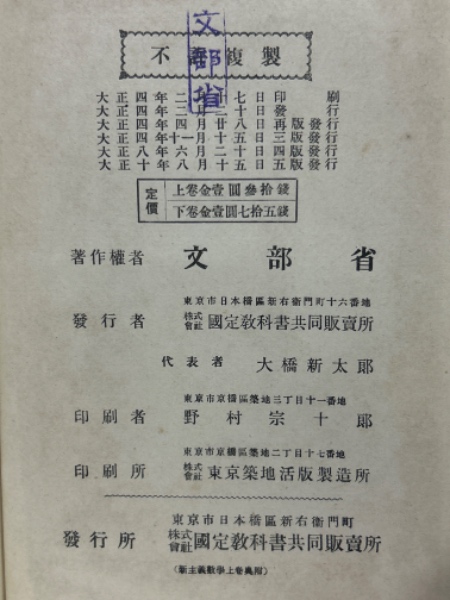 文部省
不許複製
大正四年二月十七日印刷
大正四年二月二十日發行
大正四年四月廿八日再版發行
大正四年十一月十五日三版發行
大正八年六月十二日四版發行
大正十年八月二十五日五版發行
定價
上卷金壹圓參拾錢
下卷金壹圓七拾五錢
著作權者 文部省
東京市日本橋區新右衛門町十六番地
發行者 株式會社 國定教科書共同販賣所
代表者 大橋新太郎
東京市京橋區築地三丁目十一番地
印刷者 野村宗十郎
東京市京橋區築地二丁目十七番地
印刷所 株式會社 東京築地活版製造所
東京市日本橋區新右衛門町
發行所 株式會社 國定教科書共同販賣所
（新主義數學上卷奥附）